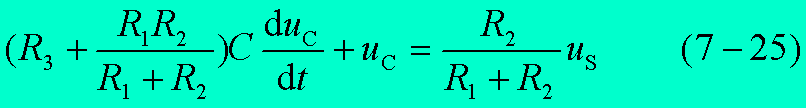 (R₃ + R₁R₂/(R₁ + R₂))C du_C/dt + u_C = R₂/(R₁ + R₂) u_S (7 − 25)